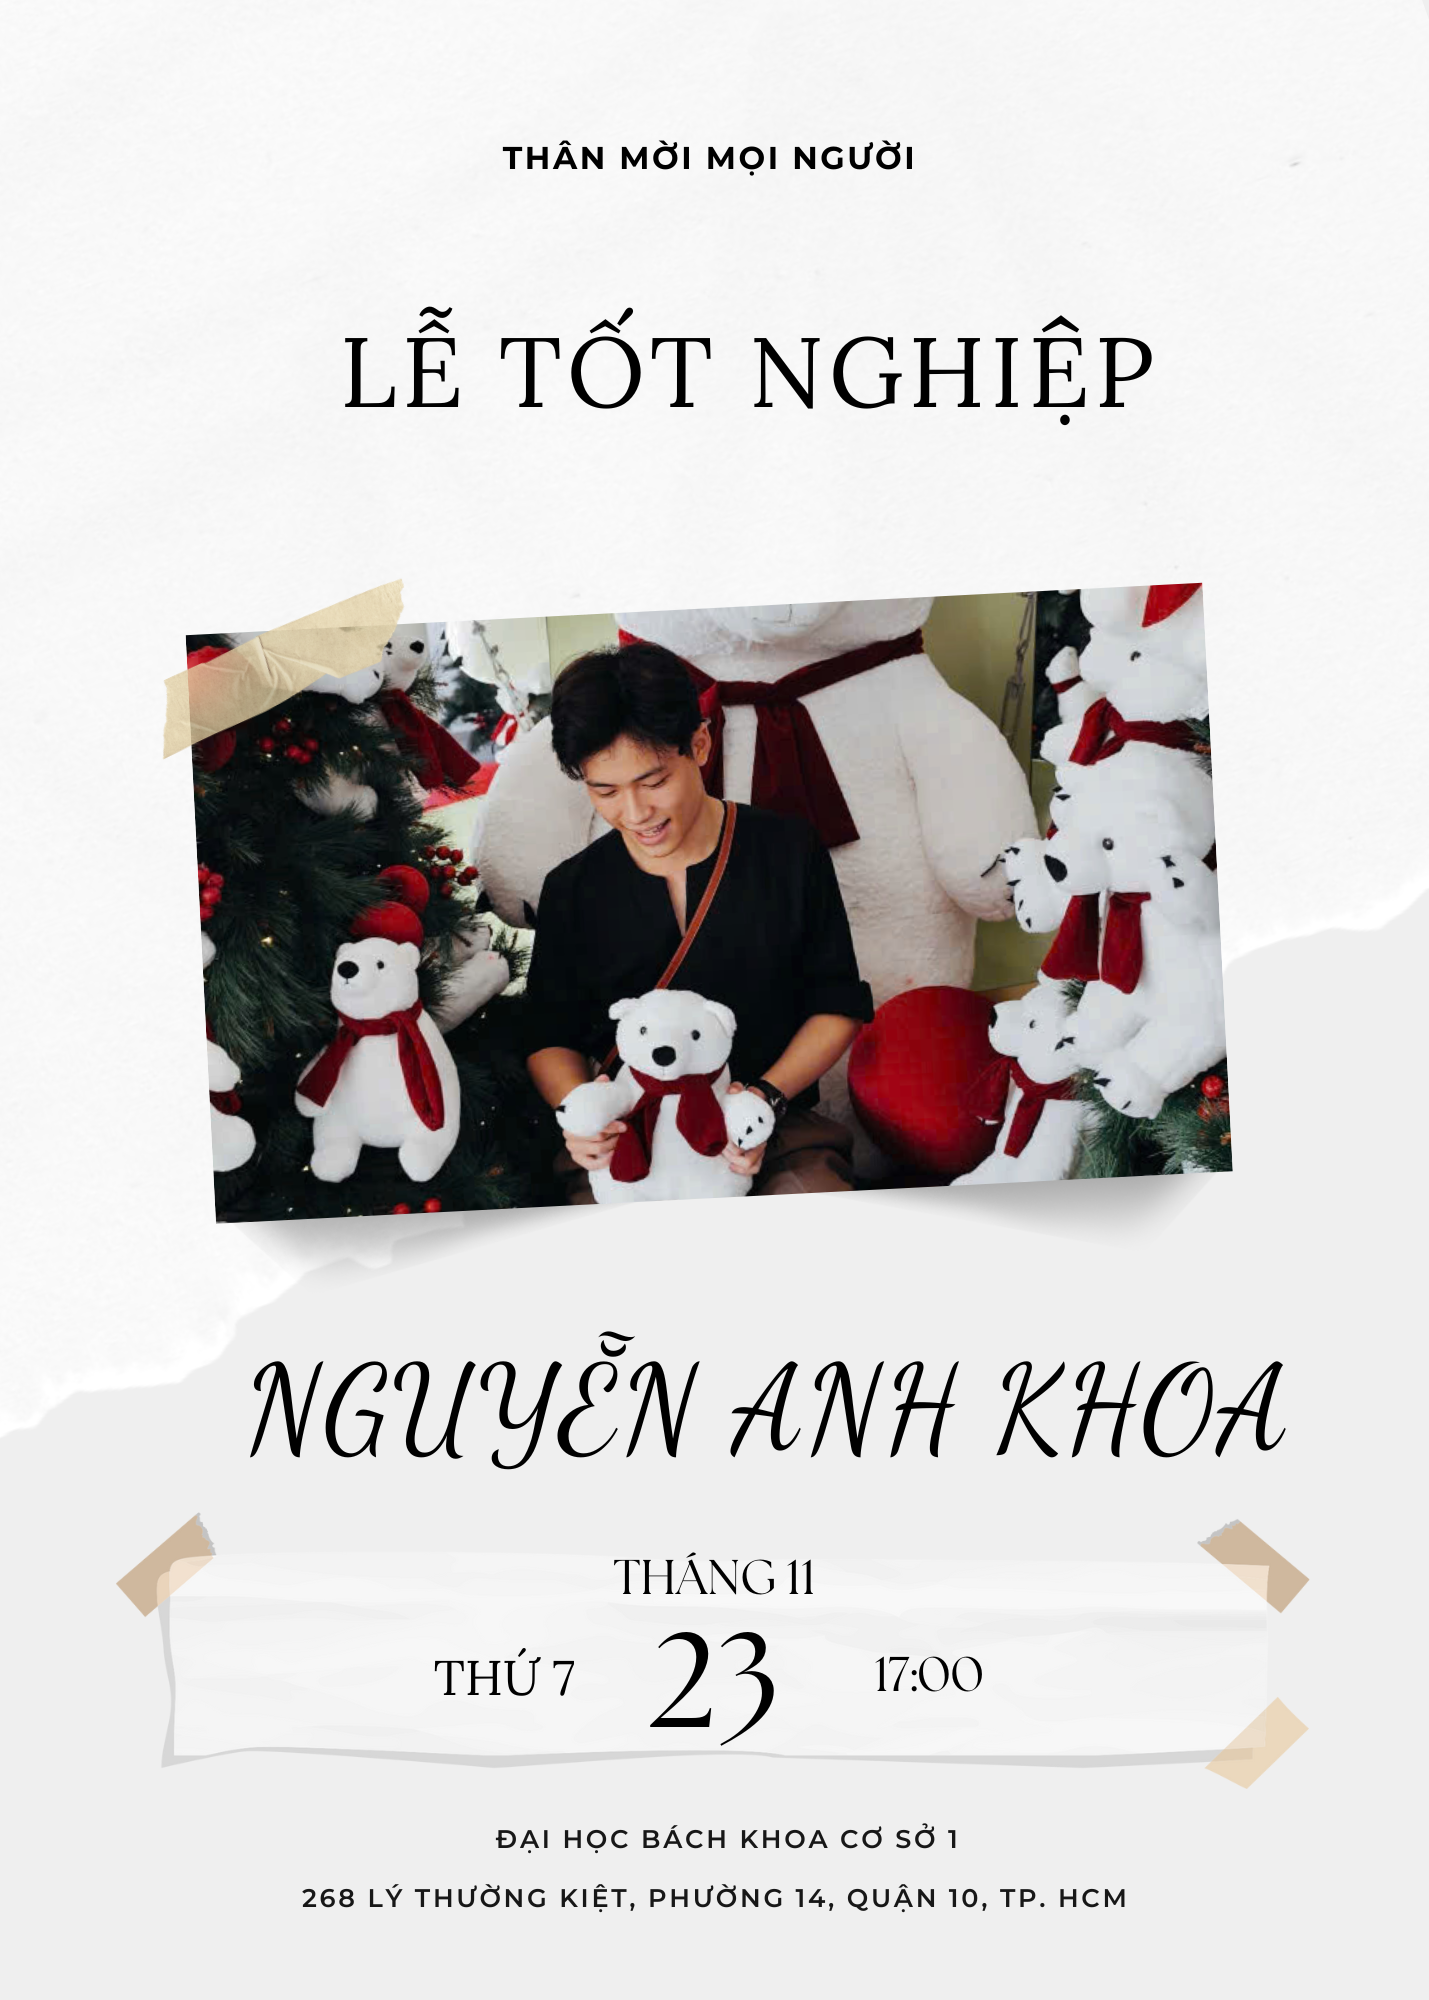 THÂN MỜI MỌI NGƯỜI
LỄ TỐT NGHIỆP
NGUYỄN ANH KHOA
THÁNG 11
THỨ 7 23 17:00
ĐẠI HỌC BÁCH KHOA CƠ SỞ 1
268 LÝ THƯỜNG KIỆT, PHƯỜNG 14, QUẬN 10, TP. HCM